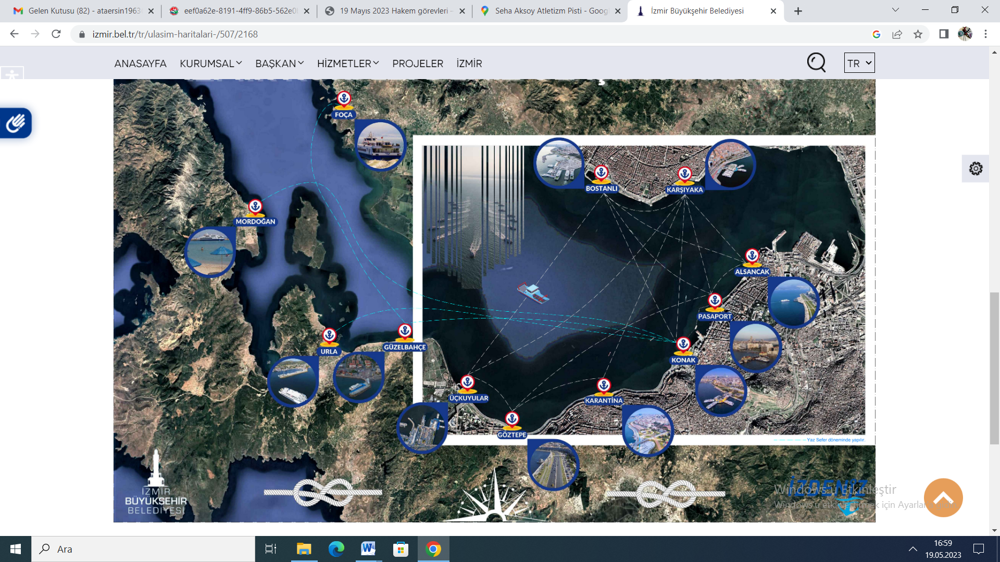 Gelen Kutusu (82) - ataersin1963
eef0a62e-8191-4ff9-86b5-562e0
19 Mayıs 2023 Hakem görevleri –
Seha Aksoy Atletizm Pisti - Goog
İzmir Büyükşehir Belediyesi
izmir.bel.tr/tr/ulasim-haritalari-/507/2168
ANASAYFA KURUMSAL BAŞKAN HİZMETLER PROJELER İZMİR
TR
FOÇA
BOSTANLI
KARŞIYAKA
MORDOĞAN
ALSANCAK
PASAPORT
GÜZELBAHÇE
URLA
KONAK
ÜÇKUYULAR
KARANTİNA
GÖZTEPE
Yaz Sefer döneminde yapılır.
İZMİR
BÜYÜKŞEHİR
BELEDİYESİ
İZDENİZ
Windows'u Etkinleştir
Windows'u etkinleştirmek için Ayarlar'a gidin.
Ara
16:59
19.05.2023